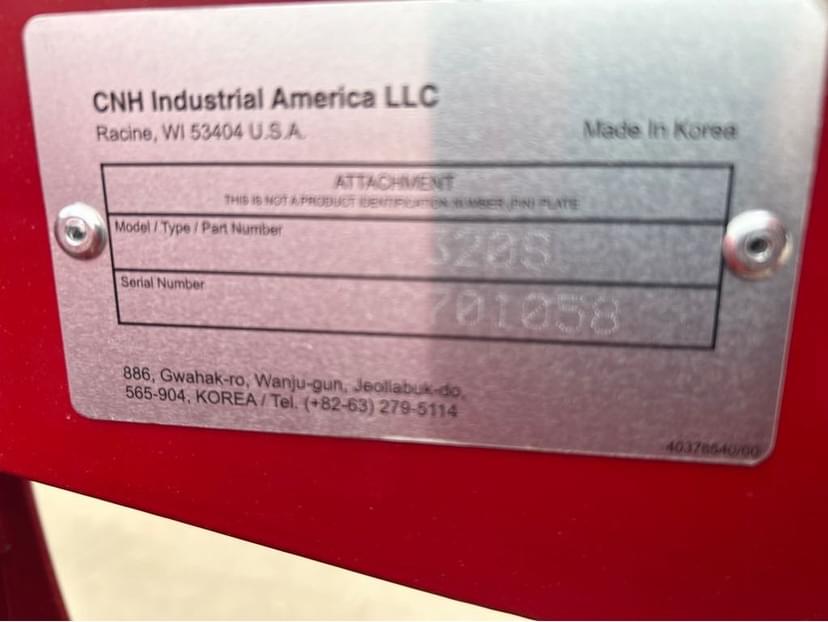 CNH Industrial America LLC
Racine, WI 53404 U.S.A.
Made In Korea
ATTACHMENT
THIS IS NOT A PRODUCT IDENTIFICATION NUMBER (PIN) PLATE
Model / Type / Part Number
Serial Number
701058
886, Gwahak-ro, Wanju-gun, Jeollabuk-do,
565-904, KOREA / Tel. (+82-63) 279-5114